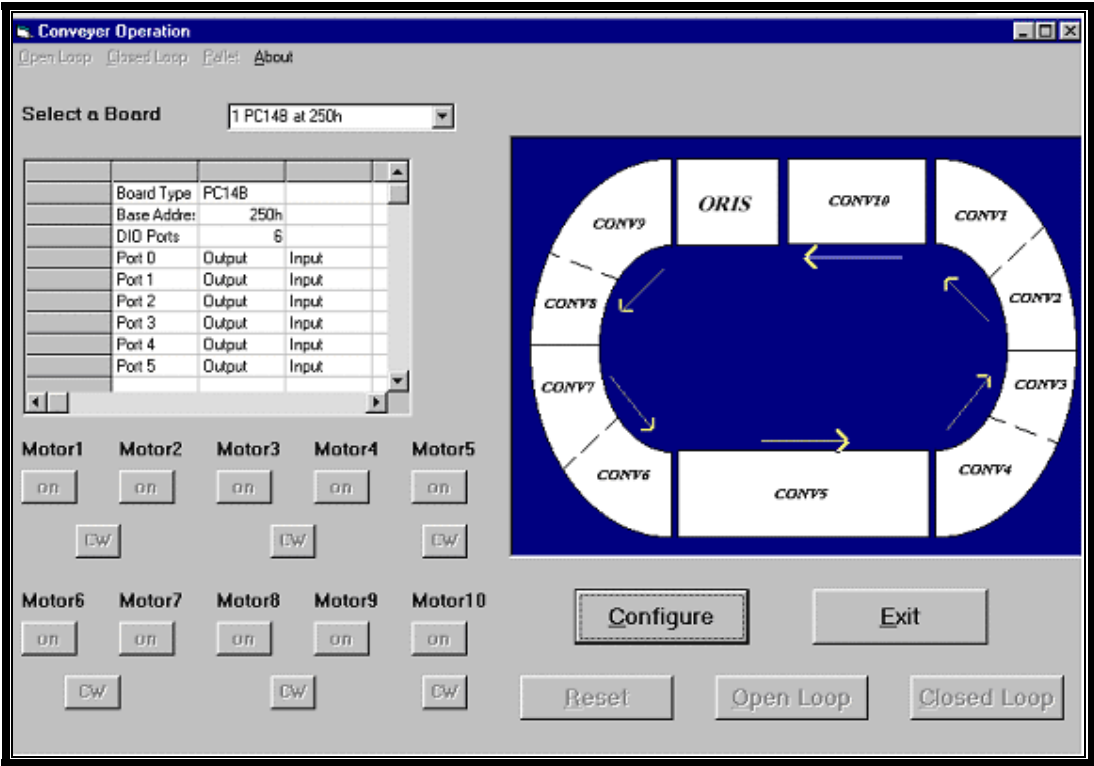 Conveyer Operation
Open Loop Closed Loop Pallet About
Select a Board 1 PC14B at 250h
Board Type PC14B
Base Addre: 250h
DIO Ports 6
Port 0 Output Input
Port 1 Output Input
Port 2 Output Input
Port 3 Output Input
Port 4 Output Input
Port 5 Output Input
Motor1 Motor2 Motor3 Motor4 Motor5
on on on on on
CW CW CW
Motor6 Motor7 Motor8 Motor9 Motor10
on on on on on
CW CW CW
CONV9 ORIS CONV10 CONV1
CONV8 CONV2
CONV7 CONV3
CONV6 CONV5 CONV4
Configure Exit
Reset Open Loop Closed Loop